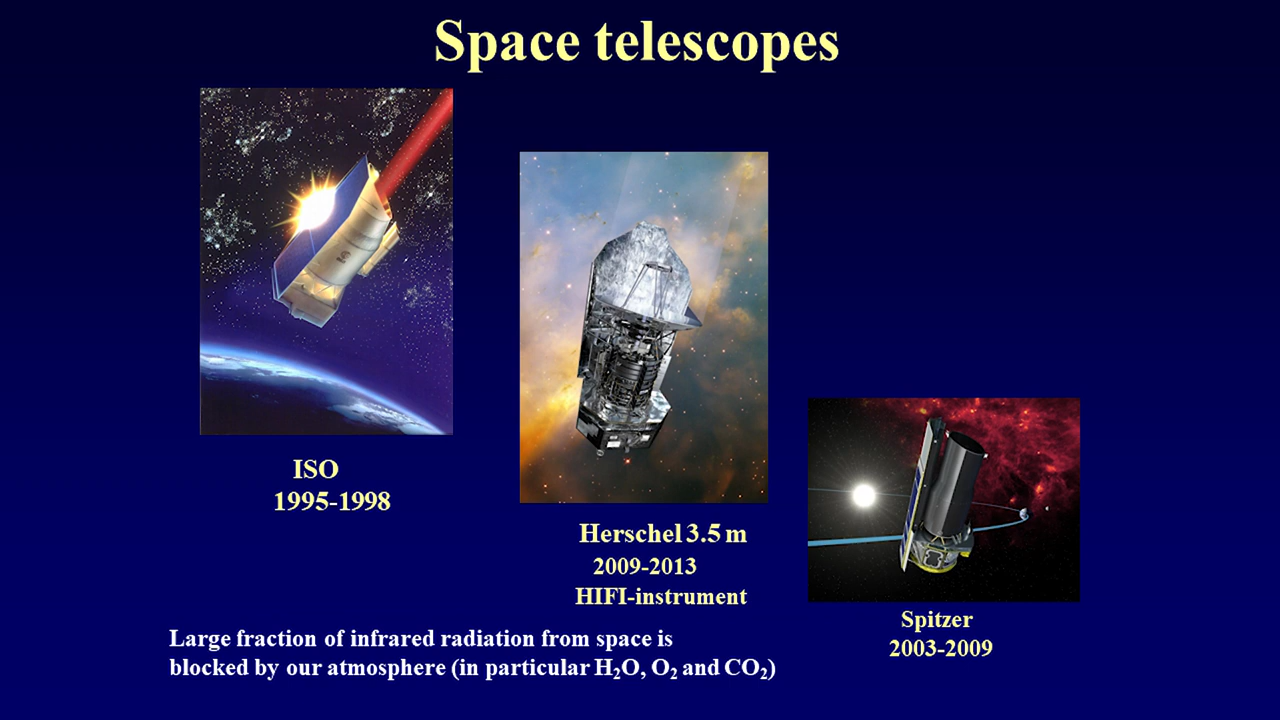 Space telescopes
ISO
1995-1998
Herschel 3.5 m
2009-2013
HIFI-instrument
Spitzer
2003-2009
Large fraction of infrared radiation from space is
blocked by our atmosphere (in particular H₂O, O₂ and CO₂)